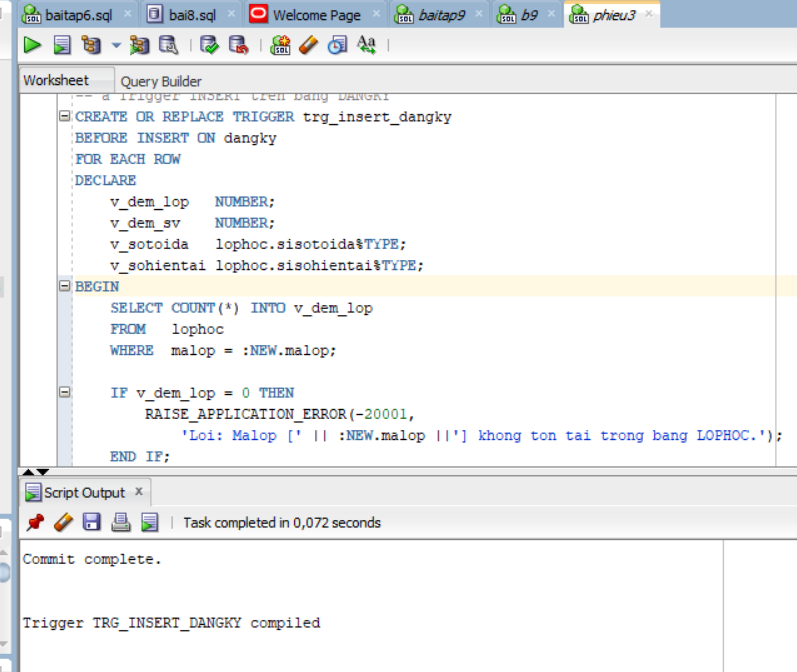 baitap6.sql
bai8.sql
Welcome Page
baitap9
b9
phieu3
Worksheet
Query Builder
-- a Trigger INSERT tren bang DANGKY
CREATE OR REPLACE TRIGGER trg_insert_dangky
BEFORE INSERT ON dangky
FOR EACH ROW
DECLARE
v_dem_lop NUMBER;
v_dem_sv NUMBER;
v_sotoida lophoc.sisotoida%TYPE;
v_sohientai lophoc.sisohientai%TYPE;
BEGIN
SELECT COUNT(*) INTO v_dem_lop
FROM lophoc
WHERE malop = :NEW.malop;
IF v_dem_lop = 0 THEN
RAISE_APPLICATION_ERROR(-20001,
'Loi: Malop [' || :NEW.malop ||'] khong ton tai trong bang LOPHOC.');
END IF;
Script Output
Task completed in 0,072 seconds
Commit complete.
Trigger TRG_INSERT_DANGKY compiled